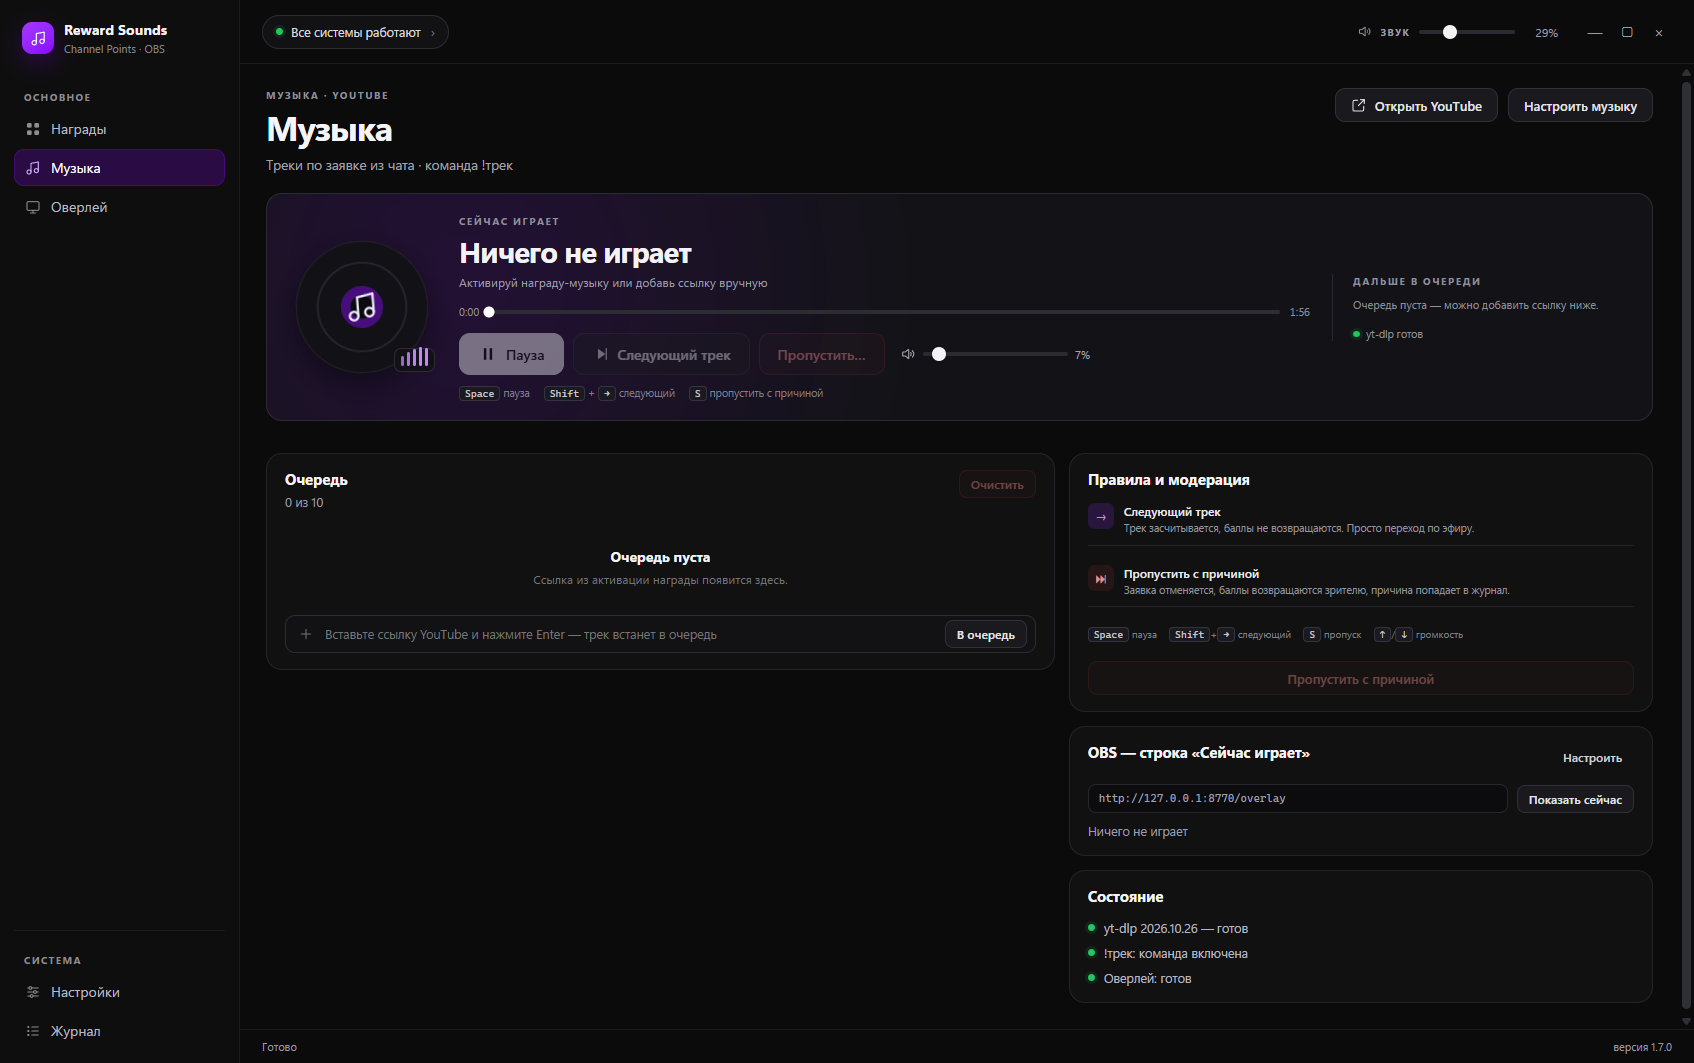 Reward Sounds
Channel Points · OBS
ОСНОВНОЕ
Награды
Музыка
Оверлей
СИСТЕМА
Настройки
Журнал
Все системы работают ›
ЗВУК
29%
МУЗЫКА · YOUTUBE
Музыка
Треки по заявке из чата · команда !трек
Открыть YouTube
Настроить музыку
СЕЙЧАС ИГРАЕТ
Ничего не играет
Активируй награду-музыку или добавь ссылку вручную
0:00
1:56
Пауза
Следующий трек
Пропустить...
7%
Space пауза Shift + → следующий S пропустить с причиной
ДАЛЬШЕ В ОЧЕРЕДИ
Очередь пуста — можно добавить ссылку ниже.
yt-dlp готов
Очередь
0 из 10
Очистить
Очередь пуста
Ссылка из активации награды появится здесь.
Вставьте ссылку YouTube и нажмите Enter — трек встанет в очередь
В очередь
Правила и модерация
Следующий трек
Трек засчитывается, баллы не возвращаются. Просто переход по эфиру.
Пропустить с причиной
Заявка отменяется, баллы возвращаются зрителю, причина попадает в журнал.
Space пауза Shift + → следующий S пропуск ↑ / ↓ громкость
Пропустить с причиной
OBS — строка «Сейчас играет»
Настроить
http://127.0.0.1:8770/overlay
Показать сейчас
Ничего не играет
Состояние
yt-dlp 2026.10.26 — готов
!трек: команда включена
Оверлей: готов
Готово
версия 1.7.0